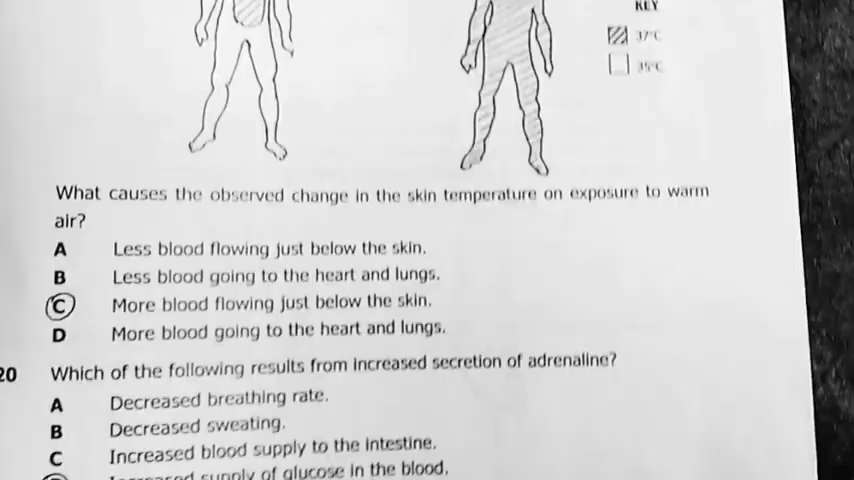 KEY
37°C
35°C
What causes the observed change in the skin temperature on exposure to warm
air?
A Less blood flowing just below the skin.
B Less blood going to the heart and lungs.
C More blood flowing just below the skin.
D More blood going to the heart and lungs.
20 Which of the following results from increased secretion of adrenaline?
A Decreased breathing rate.
B Decreased sweating.
C Increased blood supply to the intestine.
Increased supply of glucose in the blood.